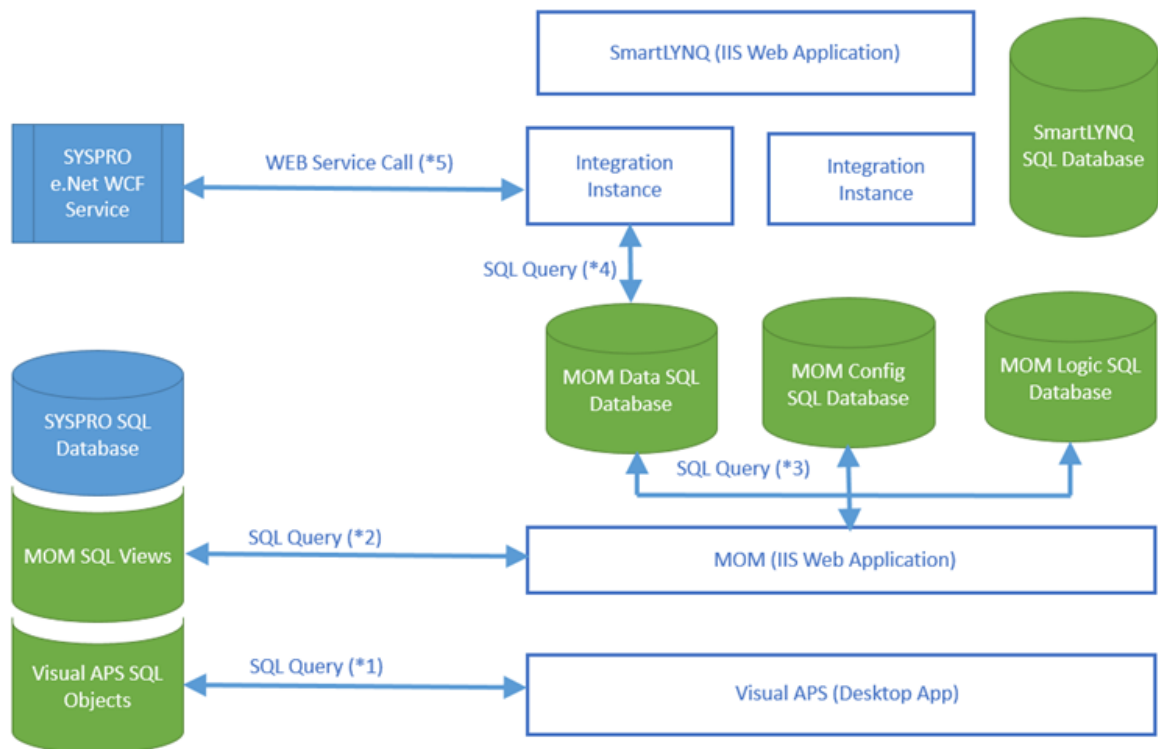 SmartLYNQ (IIS Web Application)
SmartLYNQ
SQL Database
SYSPRO
e.Net WCF
Service
WEB Service Call (*5)
Integration
Instance
Integration
Instance
SQL Query (*4)
MOM Data SQL
Database
MOM Config
SQL Database
MOM Logic SQL
Database
SYSPRO SQL
Database
SQL Query (*3)
MOM SQL Views
SQL Query (*2)
MOM (IIS Web Application)
Visual APS SQL
Objects
SQL Query (*1)
Visual APS (Desktop App)